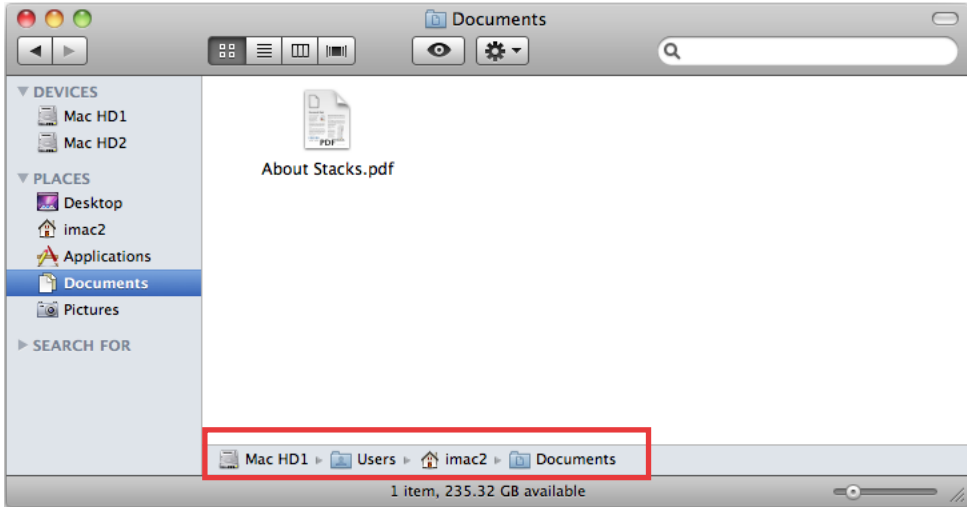 Documents
DEVICES
Mac HD1
Mac HD2
PLACES
Desktop
imac2
Applications
Documents
Pictures
SEARCH FOR
PDF
About Stacks.pdf
Mac HD1 ▸ Users ▸ imac2 ▸ Documents
1 item, 235.32 GB available